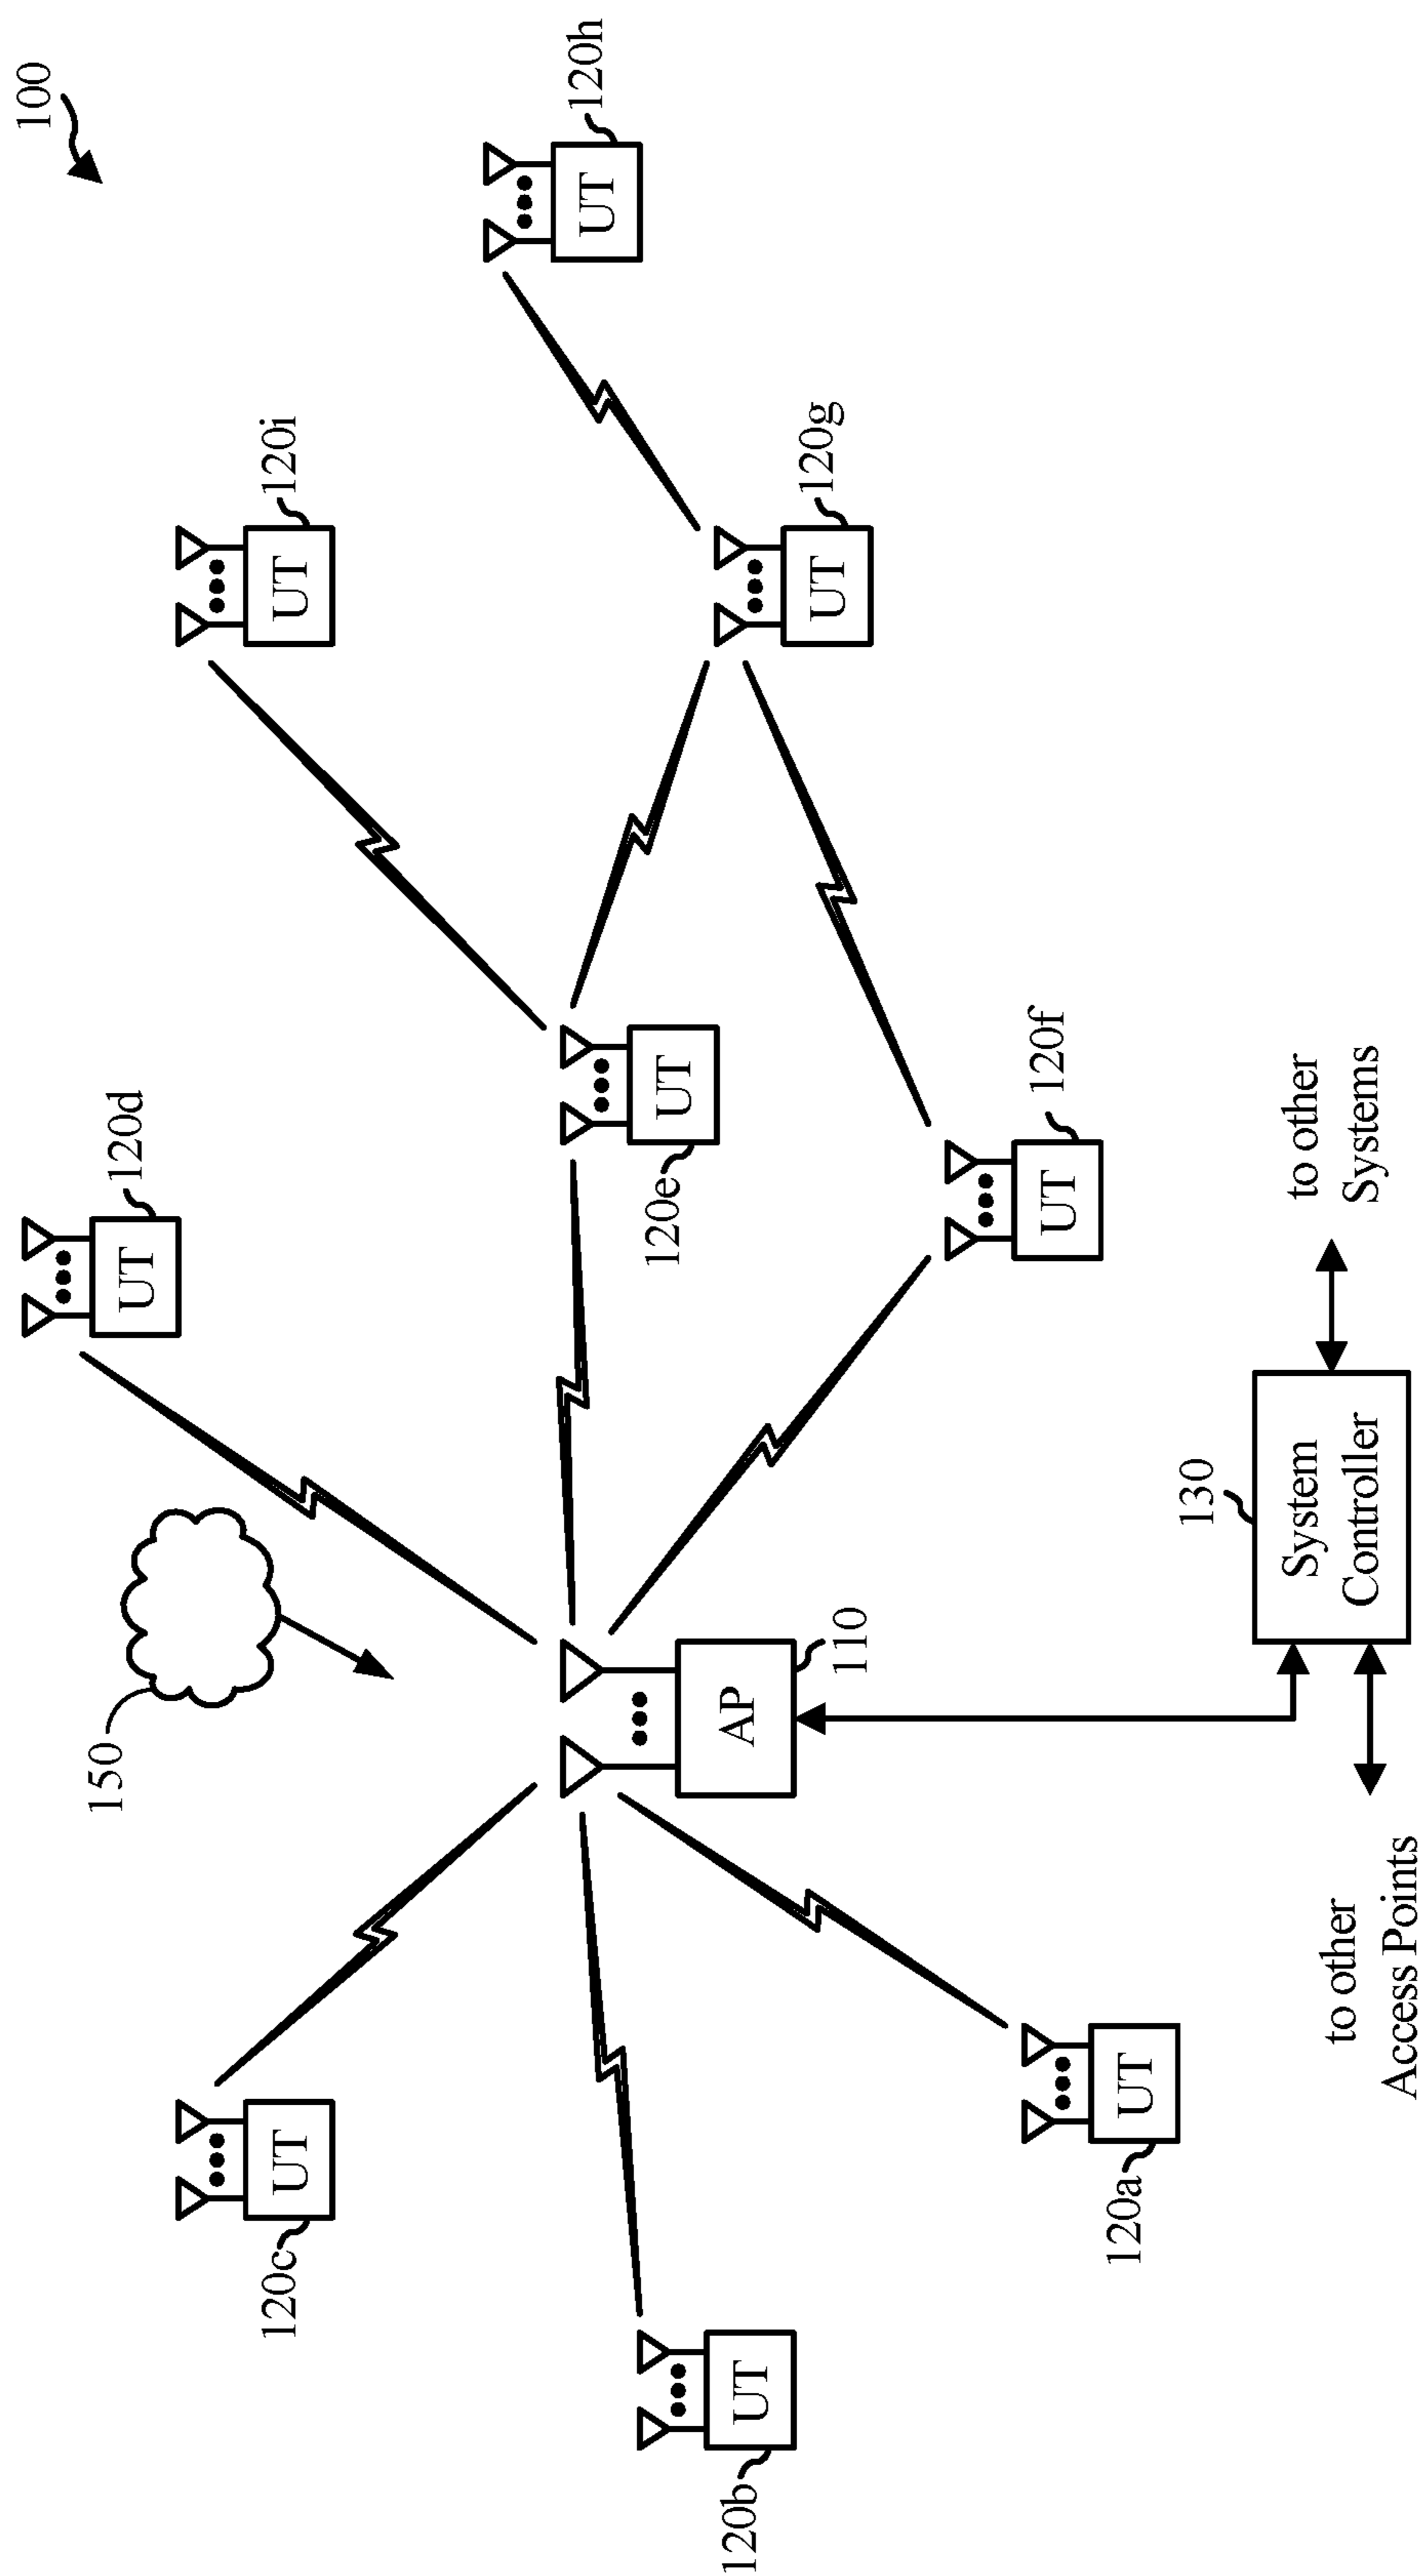 100
120d
UT
120i
UT
150
120c
UT
120h
UT
120e
UT
AP
110
120b
UT
120g
UT
120f
UT
120a
UT
130
System
Controller
to other
Systems
to other
Access Points